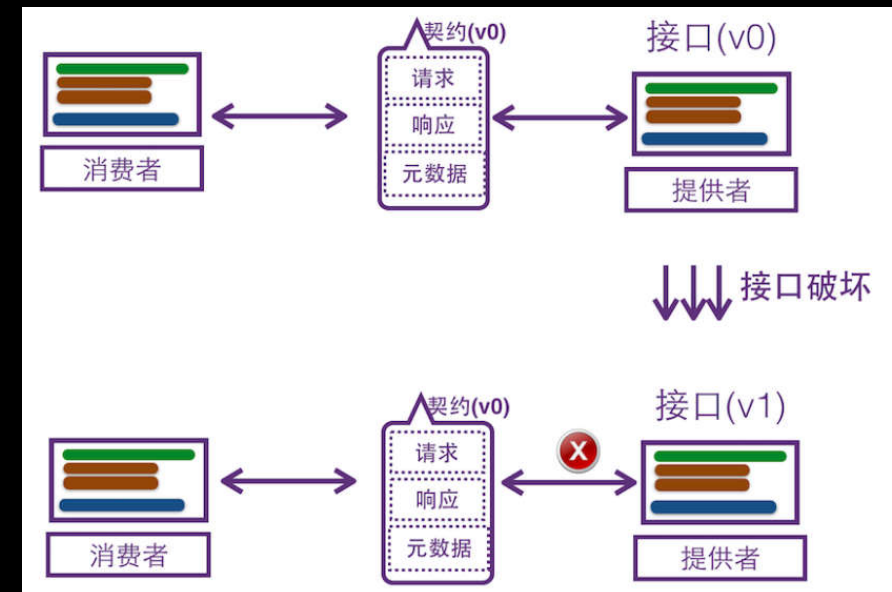 契约(v0)
接口(v0)
请求
响应
元数据
消费者
提供者
接口破坏
契约(v0)
接口(v1)
请求
响应
元数据
消费者
提供者
X